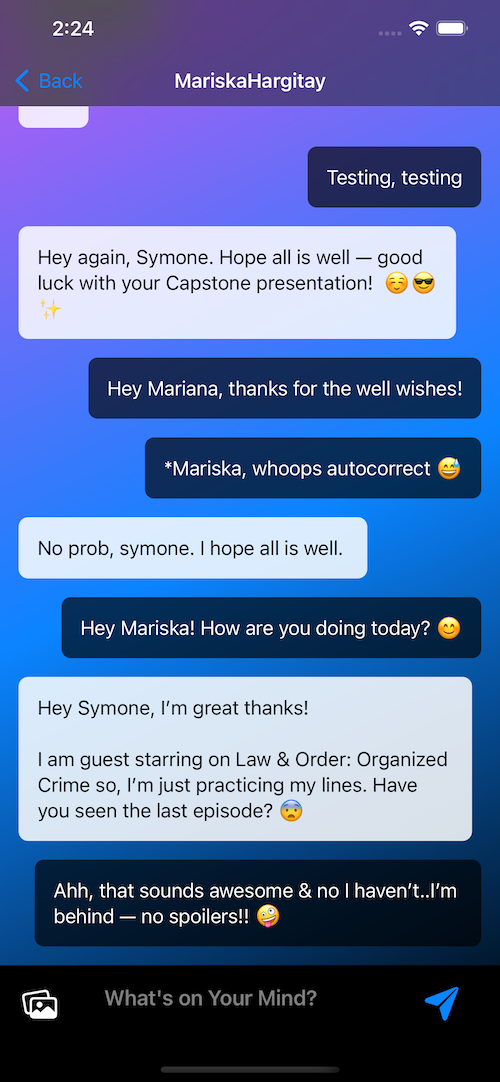 2:24
Back
MariskaHargitay
Testing, testing
Hey again, Symone. Hope all is well — good
luck with your Capstone presentation! ☺️😎
✨
Hey Mariana, thanks for the well wishes!
*Mariska, whoops autocorrect 😅
No prob, symone. I hope all is well.
Hey Mariska! How are you doing today? 😊
Hey Symone, I’m great thanks!
I am guest starring on Law & Order: Organized
Crime so, I’m just practicing my lines. Have
you seen the last episode? 😨
Ahh, that sounds awesome & no I haven’t..I’m
behind — no spoilers!! 🤪
What's on Your Mind?